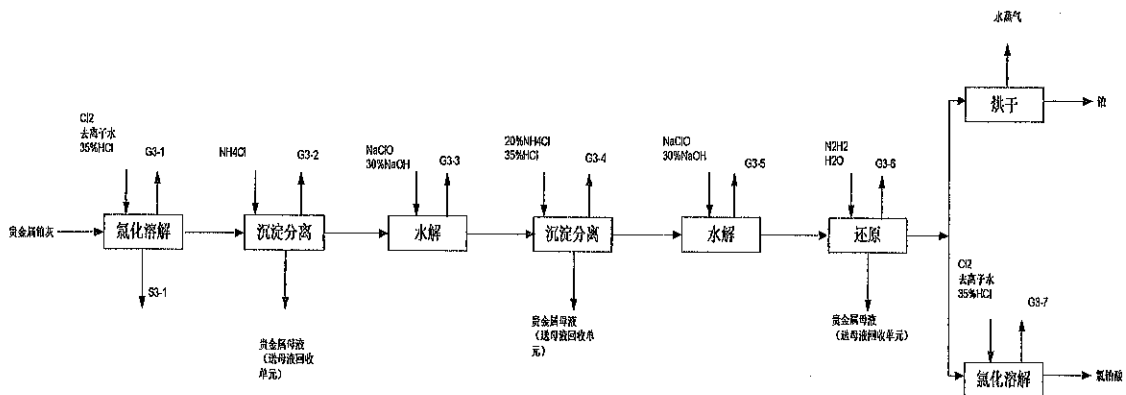 水蒸气
烘干
铂
Cl2
去离子水
35%HCl
G3-1
NH4Cl
G3-2
NaClO
30%NaOH
G3-3
20%NH4Cl
35%HCl
G3-4
NaClO
30%NaOH
G3-5
N2H2
H2O
G3-6
贵金属铂灰
氯化溶解
沉淀分离
水解
沉淀分离
水解
还原
S3-1
贵金属母液
(送母液回收
单元)
贵金属母液
(送母液回收单
元)
贵金属母液
(送母液回收单元)
Cl2
去离子水
35%HCl
G3-7
氯化溶解
氯铂酸